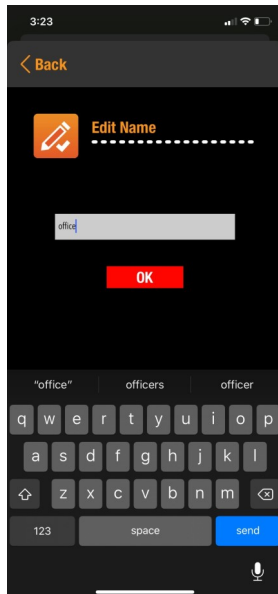 3:23
Back
Edit Name
office
OK
"office" officers officer
q w e r t y u i o p
a s d f g h j k l
z x c v b n m
123 space send